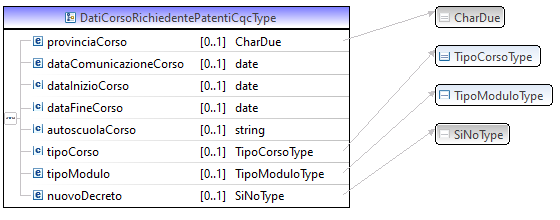 DatiCorsoRichiedentePatentiCqcType
provinciaCorso [0..1] CharDue
dataComunicazioneCorso [0..1] date
dataInizioCorso [0..1] date
dataFineCorso [0..1] date
autoscuolaCorso [0..1] string
tipoCorso [0..1] TipoCorsoType
tipoModulo [0..1] TipoModuloType
nuovoDecreto [0..1] SiNoType
CharDue
TipoCorsoType
TipoModuloType
SiNoType